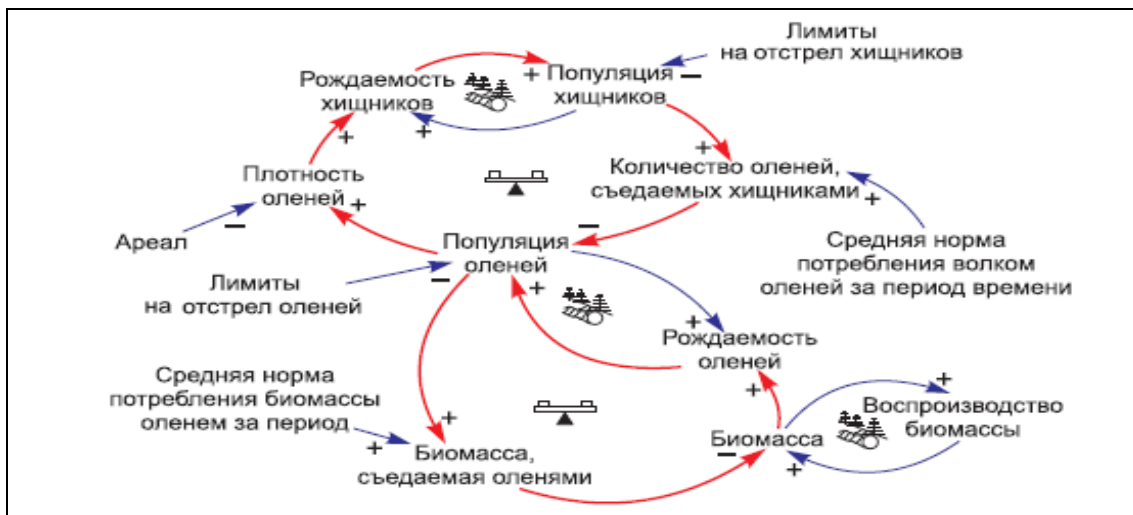 Лимиты
на отстрел хищников
Рождаемость
хищников
+
Популяция
хищников
−
+
+
+
Количество оленей,
съедаемых хищниками
+
Плотность
оленей
+
−
Ареал
−
Популяция
оленей
Средняя норма
потребления волком
оленей за период времени
Лимиты
на отстрел оленей
−
+
+
Рождаемость
оленей
+
Средняя норма
потребления биомассы
оленем за период
+
+
Биомасса,
съедаемая оленями
−
Биомасса
+
+
Воспроизводство
биомассы